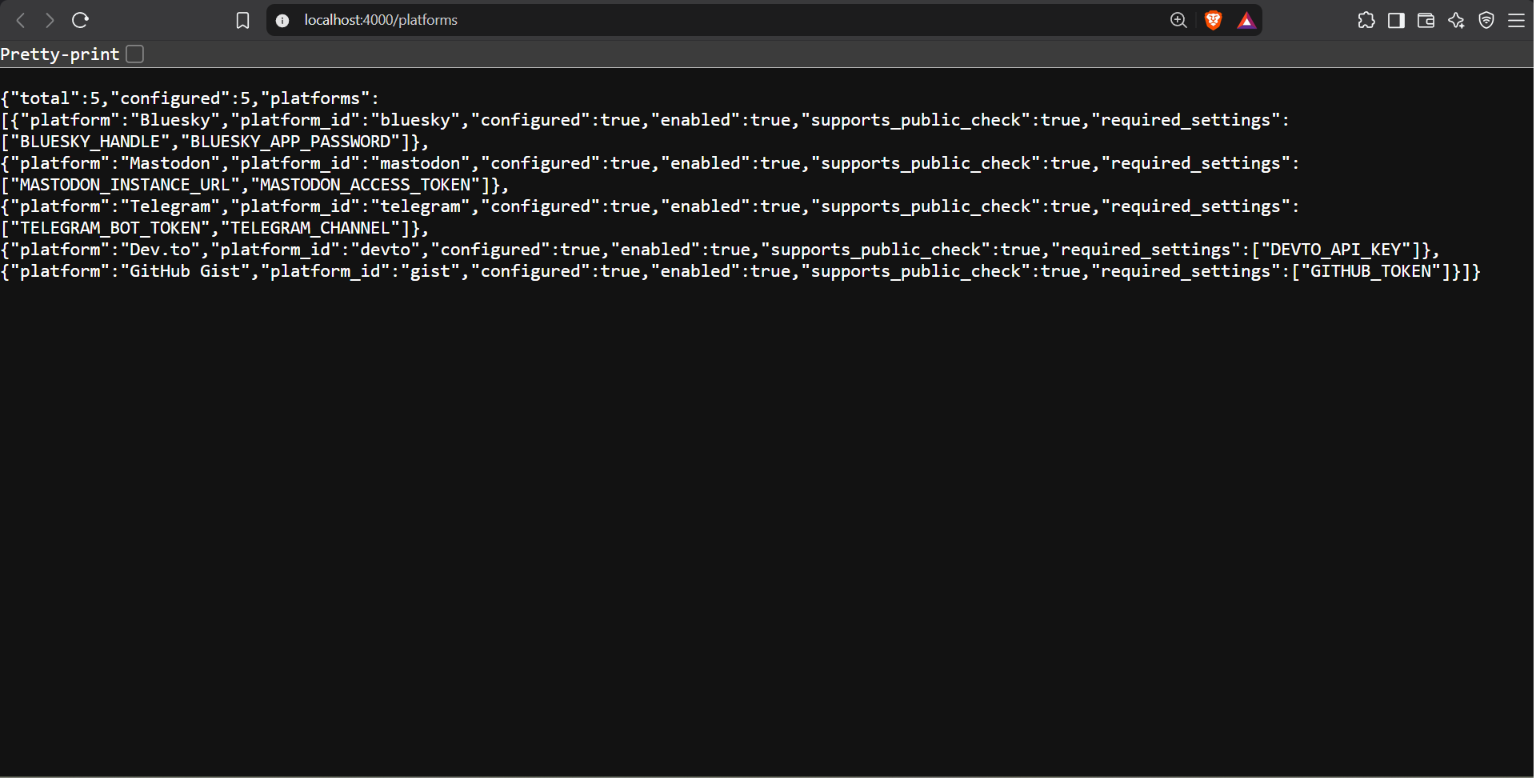 localhost:4000/platforms
Pretty-print
{"total":5,"configured":5,"platforms":
[{"platform":"Bluesky","platform_id":"bluesky","configured":true,"enabled":true,"supports_public_check":true,"required_settings":
["BLUESKY_HANDLE","BLUESKY_APP_PASSWORD"]},
{"platform":"Mastodon","platform_id":"mastodon","configured":true,"enabled":true,"supports_public_check":true,"required_settings":
["MASTODON_INSTANCE_URL","MASTODON_ACCESS_TOKEN"]},
{"platform":"Telegram","platform_id":"telegram","configured":true,"enabled":true,"supports_public_check":true,"required_settings":
["TELEGRAM_BOT_TOKEN","TELEGRAM_CHANNEL"]},
{"platform":"Dev.to","platform_id":"devto","configured":true,"enabled":true,"supports_public_check":true,"required_settings":["DEVTO_API_KEY"]},
{"platform":"GitHub Gist","platform_id":"gist","configured":true,"enabled":true,"supports_public_check":true,"required_settings":["GITHUB_TOKEN"]}]}